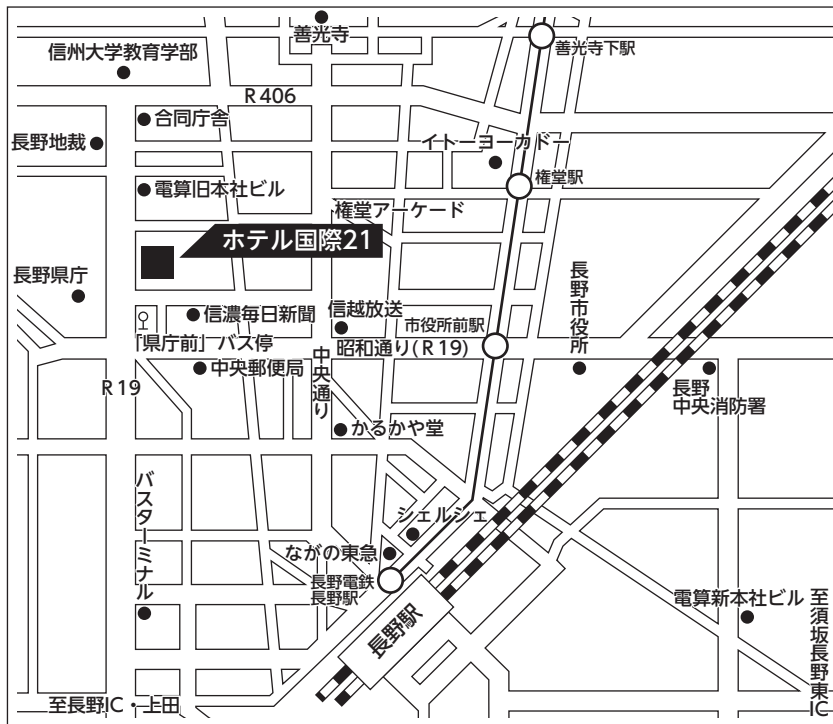 善光寺
善光寺下駅
信州大学教育学部
R 406
合同庁舎
長野地裁
イトーヨーカドー
権堂駅
電算旧本社ビル
権堂アーケード
ホテル国際21
長野県庁
信濃毎日新聞
信越放送
市役所前駅
長野市役所
「県庁前」バス停
昭和通り(R 19)
中央郵便局
中央通り
R 19
長野
中央消防署
かるかや堂
バスターミナル
シェルシェ
ながの東急
長野電鉄
長野駅
長野駅
電算新本社ビル
至須坂長野東IC
至長野IC・上田